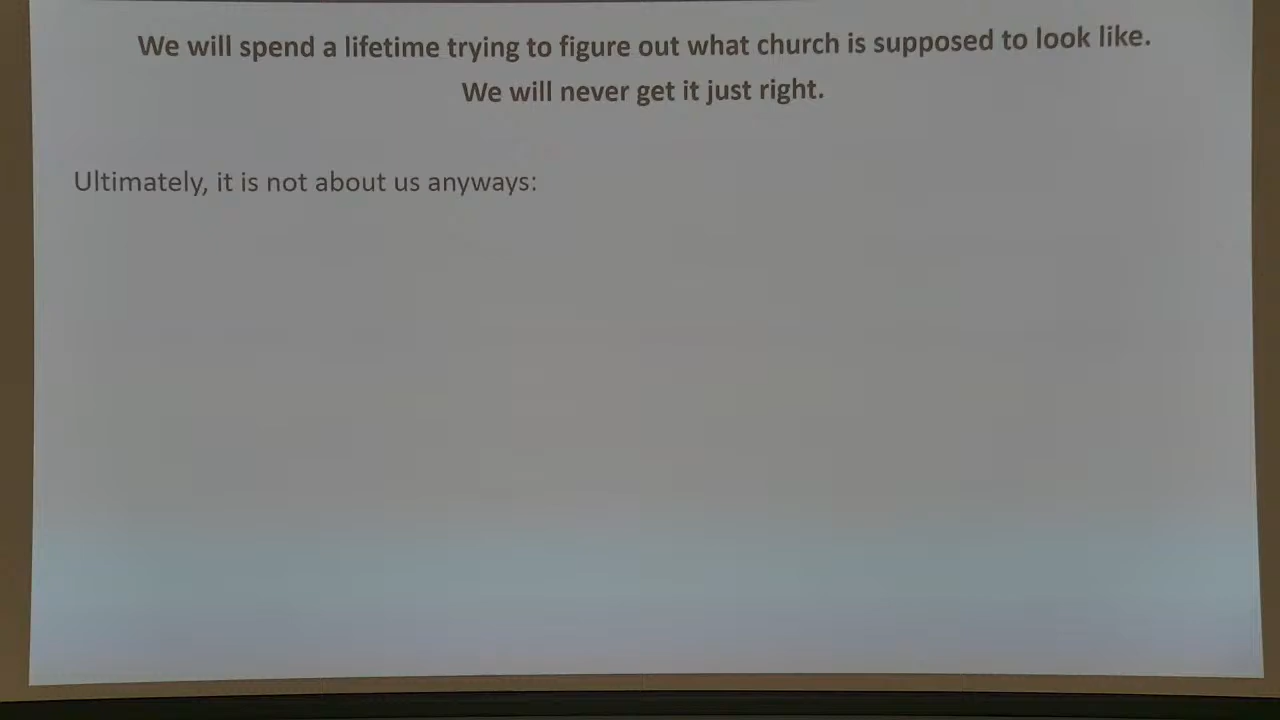 We will spend a lifetime trying to figure out what church is supposed to look like.
We will never get it just right.
Ultimately, it is not about us anyways: